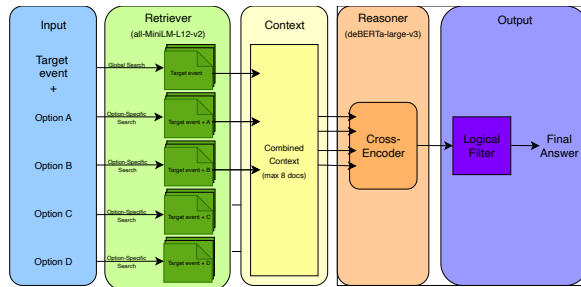 Input
Target
event
+
Option A
Option B
Option C
Option D
Retriever
(all-MiniLM-L12-v2)
Global Search
Option-Specific
Search
Option-Specific
Search
Option-Specific
Search
Option-Specific
Search
Target event
Target event + A
Target event + B
Target event + C
Target event + D
Context
Combined
Context
(max 8 docs)
Reasoner
(deBERTa-large-v3)
Cross-
Encoder
Output
Logical
Filter
Final
Answer